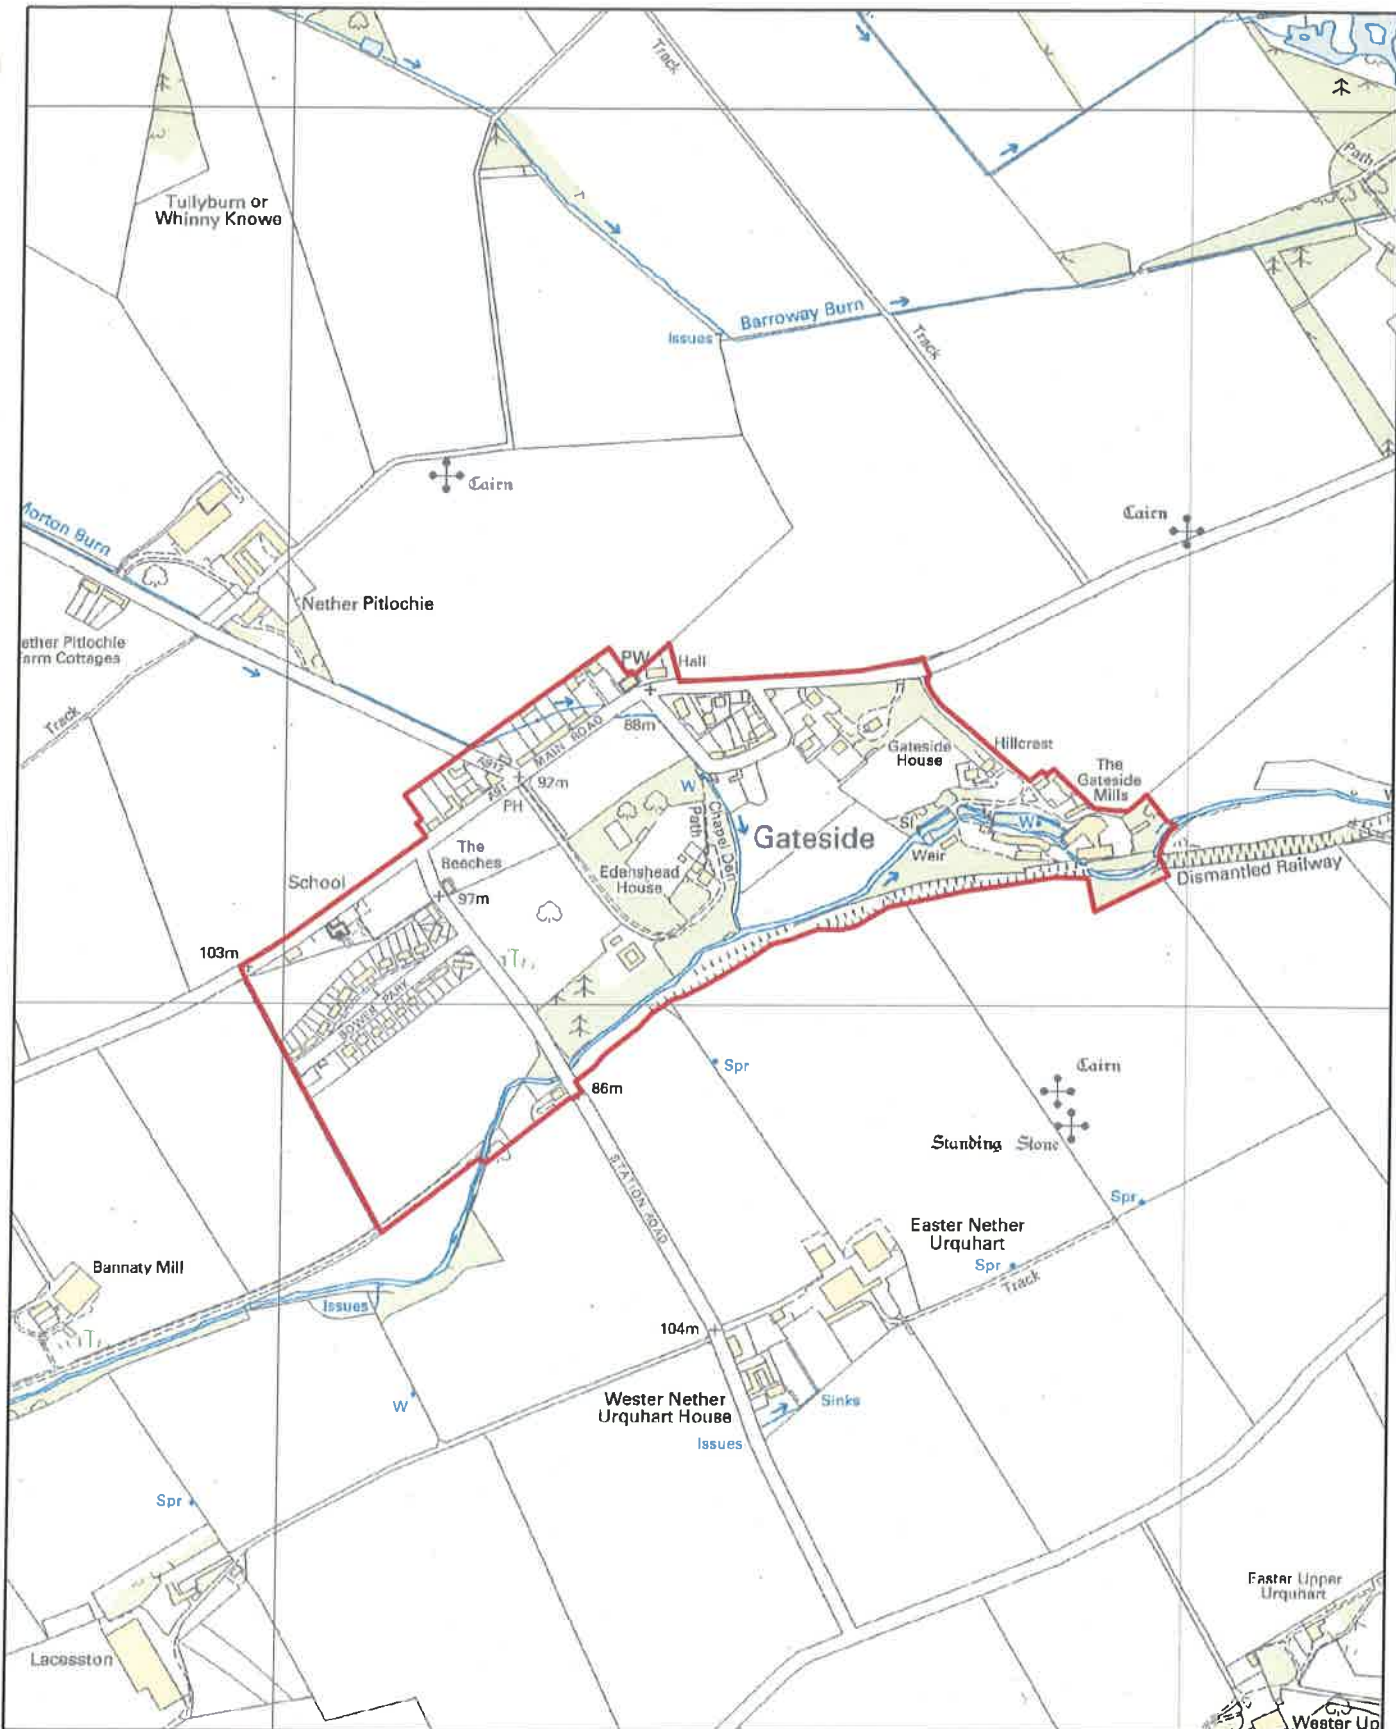 Track
Path
Tullyburn or
Whinny Knowe
Barroway Burn
Issues
Track
Cairn
Cairn
Morton Burn
Nether Pitlochie
ether Pitlochie
arm Cottages
Track
PW
Hall
MAIN ROAD
88m
A91
92m
PH
W
Path
Chapel Den
Gateside
House
Hillcrest
The
Gateside
Mills
Gateside
Sl
W
Weir
The
Beeches
School
97m
Edenshead
House
Dismantled Railway
103m
BOWER PARK
86m
Spr
Cairn
Standing Stone
STATION ROAD
Spr
Easter Nether
Urquhart
Spr
Track
Bannaty Mill
Issues
104m
W
Wester Nether
Urquhart House
Sinks
Issues
Spr
Easter Upper
Urquhart
Lacesston
Wester Up